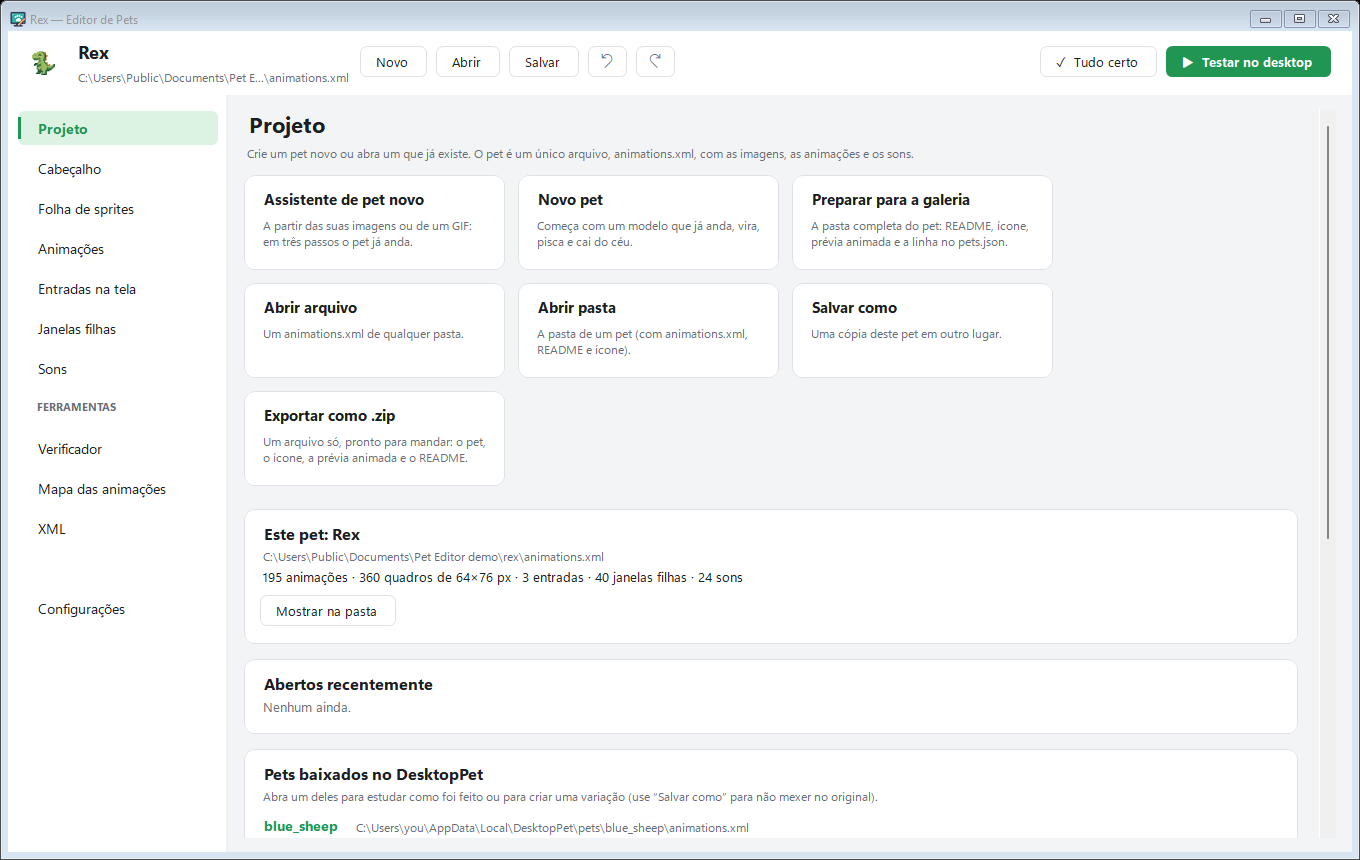 Rex — Editor de Pets
Rex
C:\Users\Public\Documents\Pet E...\animations.xml
Novo
Abrir
Salvar
✓ Tudo certo
▶ Testar no desktop
Projeto
Cabeçalho
Folha de sprites
Animações
Entradas na tela
Janelas filhas
Sons
FERRAMENTAS
Verificador
Mapa das animações
XML
Configurações
Projeto
Crie um pet novo ou abra um que já existe. O pet é um único arquivo, animations.xml, com as imagens, as animações e os sons.
Assistente de pet novo
A partir das suas imagens ou de um GIF:
em três passos o pet já anda.
Novo pet
Começa com um modelo que já anda, vira,
pisca e cai do céu.
Preparar para a galeria
A pasta completa do pet: README, ícone,
prévia animada e a linha no pets.json.
Abrir arquivo
Um animations.xml de qualquer pasta.
Abrir pasta
A pasta de um pet (com animations.xml,
README e ícone).
Salvar como
Uma cópia deste pet em outro lugar.
Exportar como .zip
Um arquivo só, pronto para mandar: o pet,
o ícone, a prévia animada e o README.
Este pet: Rex
C:\Users\Public\Documents\Pet Editor demo\rex\animations.xml
195 animações · 360 quadros de 64×76 px · 3 entradas · 40 janelas filhas · 24 sons
Mostrar na pasta
Abertos recentemente
Nenhum ainda.
Pets baixados no DesktopPet
Abra um deles para estudar como foi feito ou para criar uma variação (use “Salvar como” para não mexer no original).
blue_sheep C:\Users\you\AppData\Local\DesktopPet\pets\blue_sheep\animations.xml